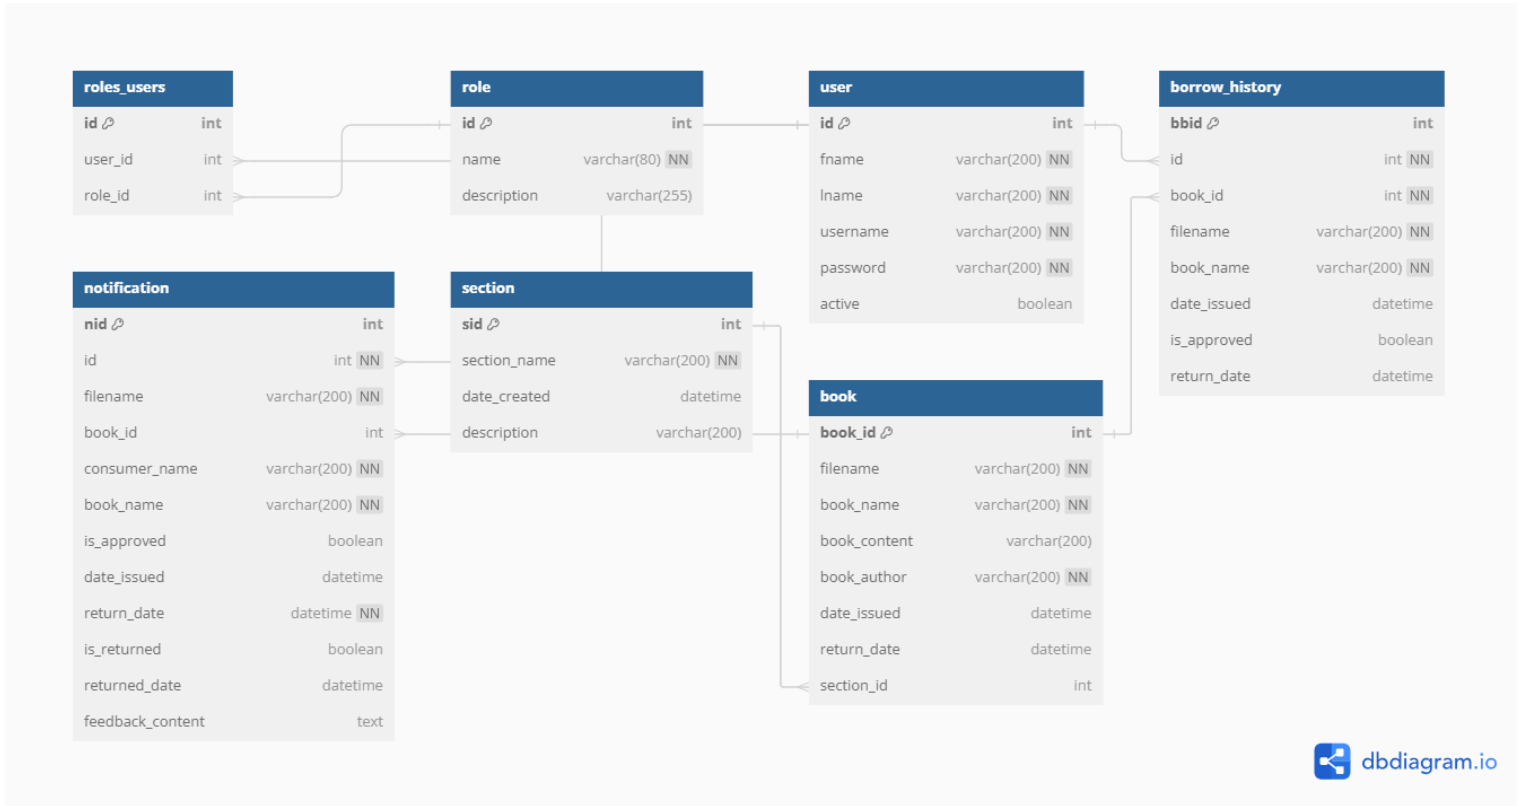 roles_users
id int
user_id int
role_id int
role
id int
name varchar(80) NN
description varchar(255)
user
id int
fname varchar(200) NN
lname varchar(200) NN
username varchar(200) NN
password varchar(200) NN
active boolean
borrow_history
bbid int
id int NN
book_id int NN
filename varchar(200) NN
book_name varchar(200) NN
date_issued datetime
is_approved boolean
return_date datetime
notification
nid int
id int NN
filename varchar(200) NN
book_id int
consumer_name varchar(200) NN
book_name varchar(200) NN
is_approved boolean
date_issued datetime
return_date datetime NN
is_returned boolean
returned_date datetime
feedback_content text
section
sid int
section_name varchar(200) NN
date_created datetime
description varchar(200)
book
book_id int
filename varchar(200) NN
book_name varchar(200) NN
book_content varchar(200)
book_author varchar(200) NN
date_issued datetime
return_date datetime
section_id int
dbdiagram.io